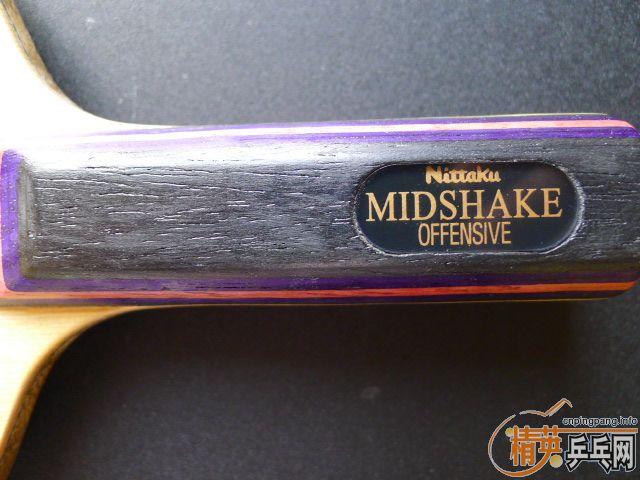 Nittaku
MIDSHAKE
OFFENSIVE
cnpingpang.info
精英乒乓网